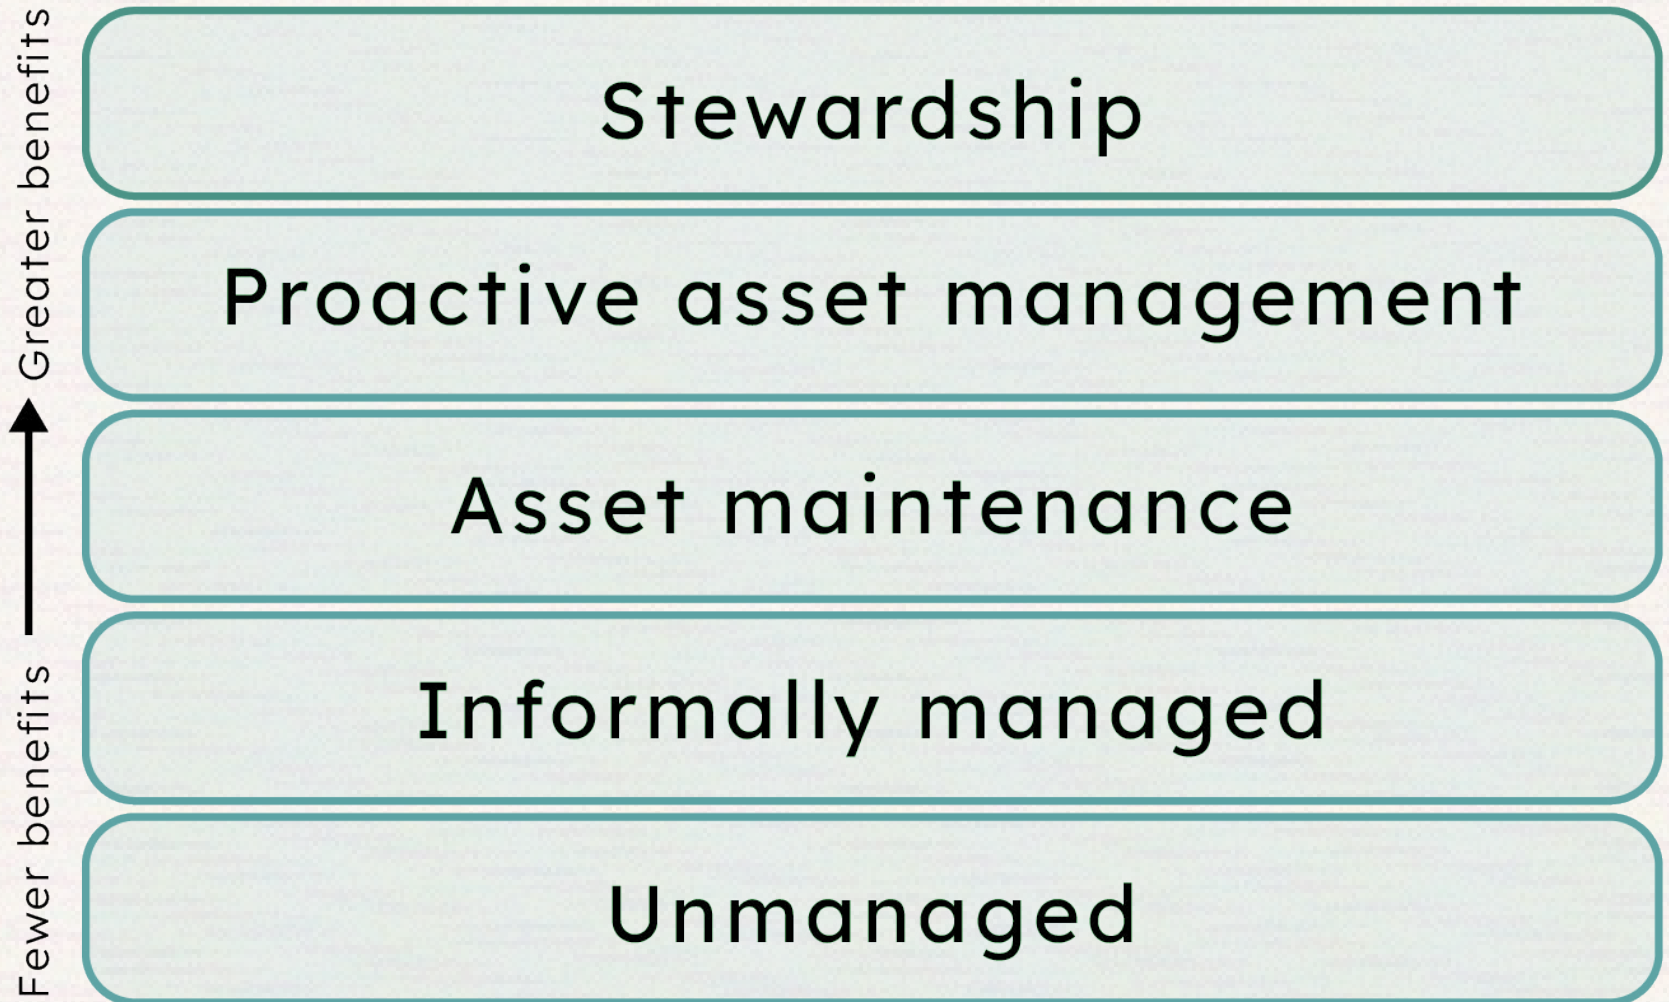 Greater benefits
Fewer benefits
Stewardship
Proactive asset management
Asset maintenance
Informally managed
Unmanaged